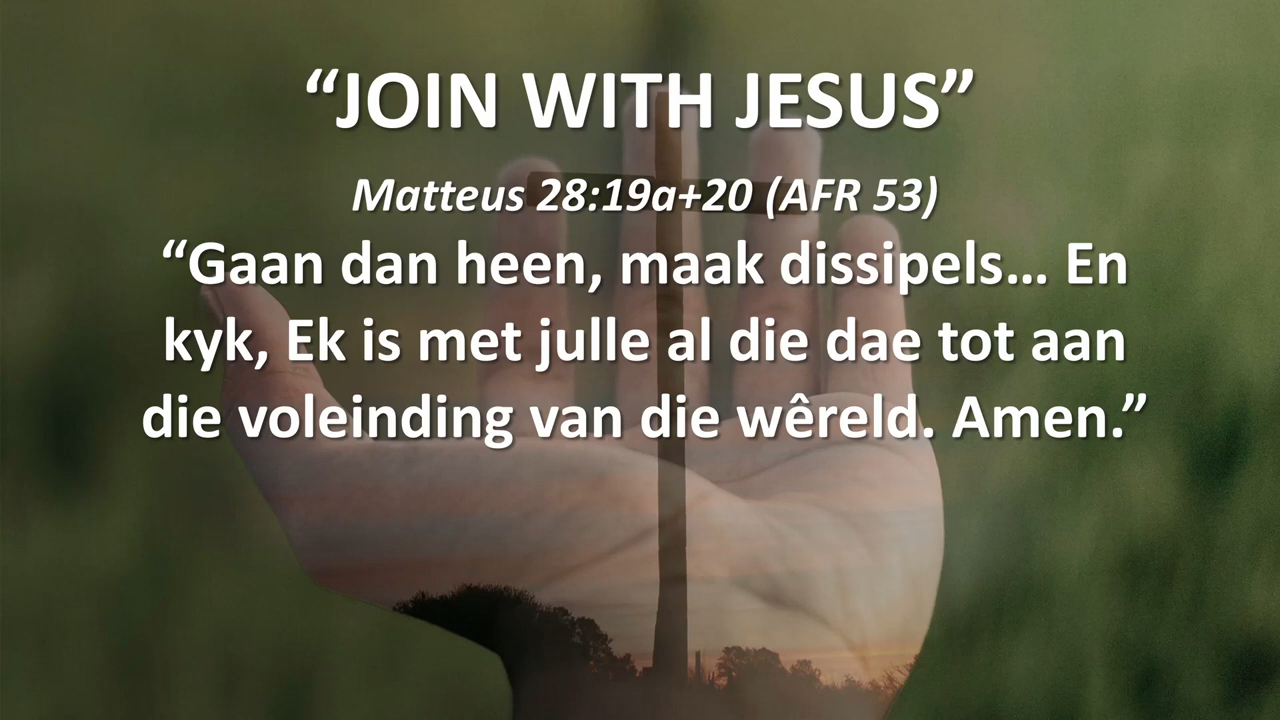 “JOIN WITH JESUS”
Matteus 28:19a+20 (AFR 53)
“Gaan dan heen, maak dissipels... En
kyk, Ek is met julle al die dae tot aan
die voleinding van die wêreld. Amen.”